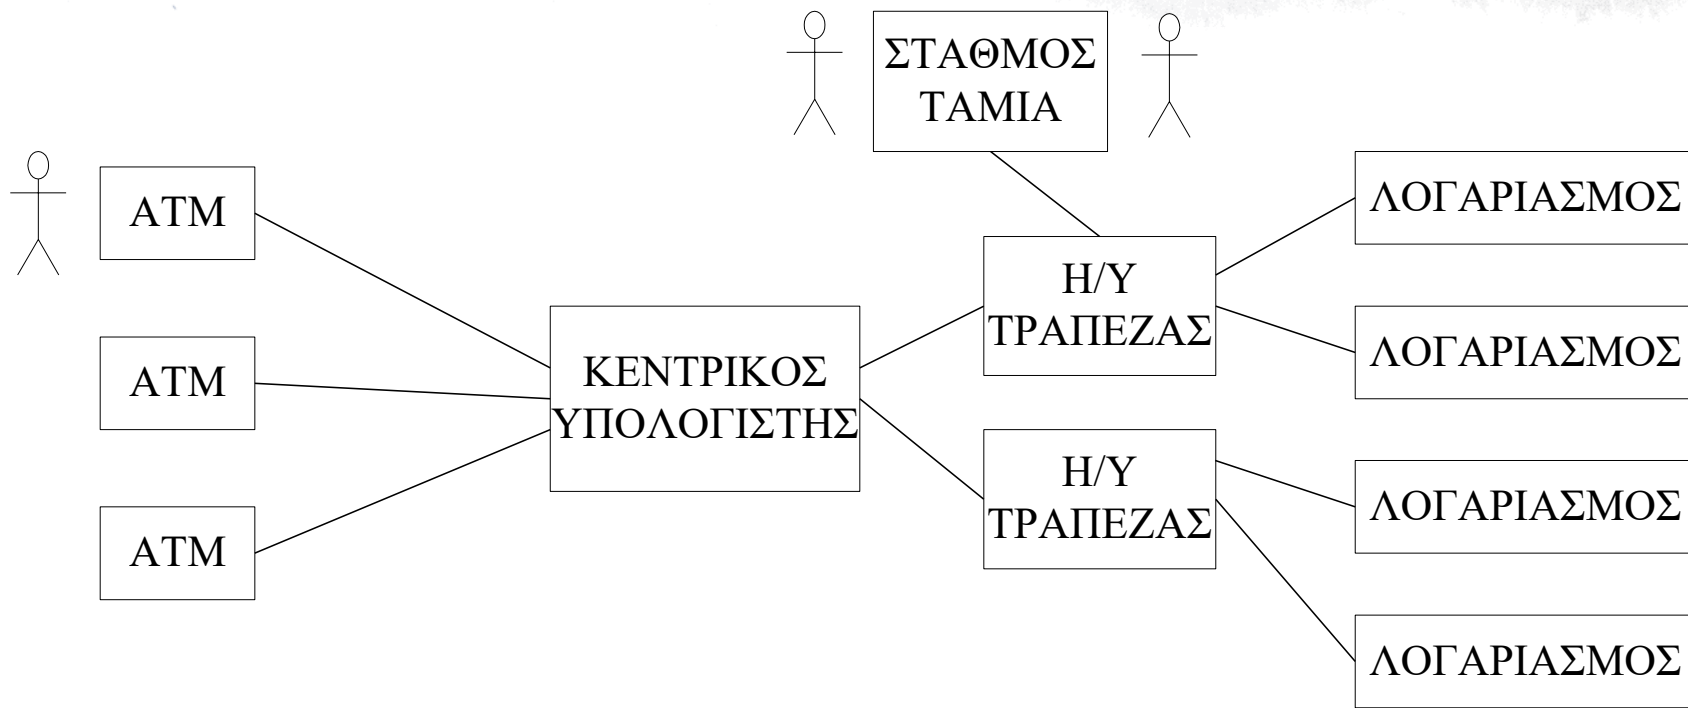 ΣΤΑΘΜΟΣ
ΤΑΜΙΑ
ΑΤΜ
ΑΤΜ
ΑΤΜ
ΚΕΝΤΡΙΚΟΣ
ΥΠΟΛΟΓΙΣΤΗΣ
Η/Υ
ΤΡΑΠΕΖΑΣ
Η/Υ
ΤΡΑΠΕΖΑΣ
ΛΟΓΑΡΙΑΣΜΟΣ
ΛΟΓΑΡΙΑΣΜΟΣ
ΛΟΓΑΡΙΑΣΜΟΣ
ΛΟΓΑΡΙΑΣΜΟΣ